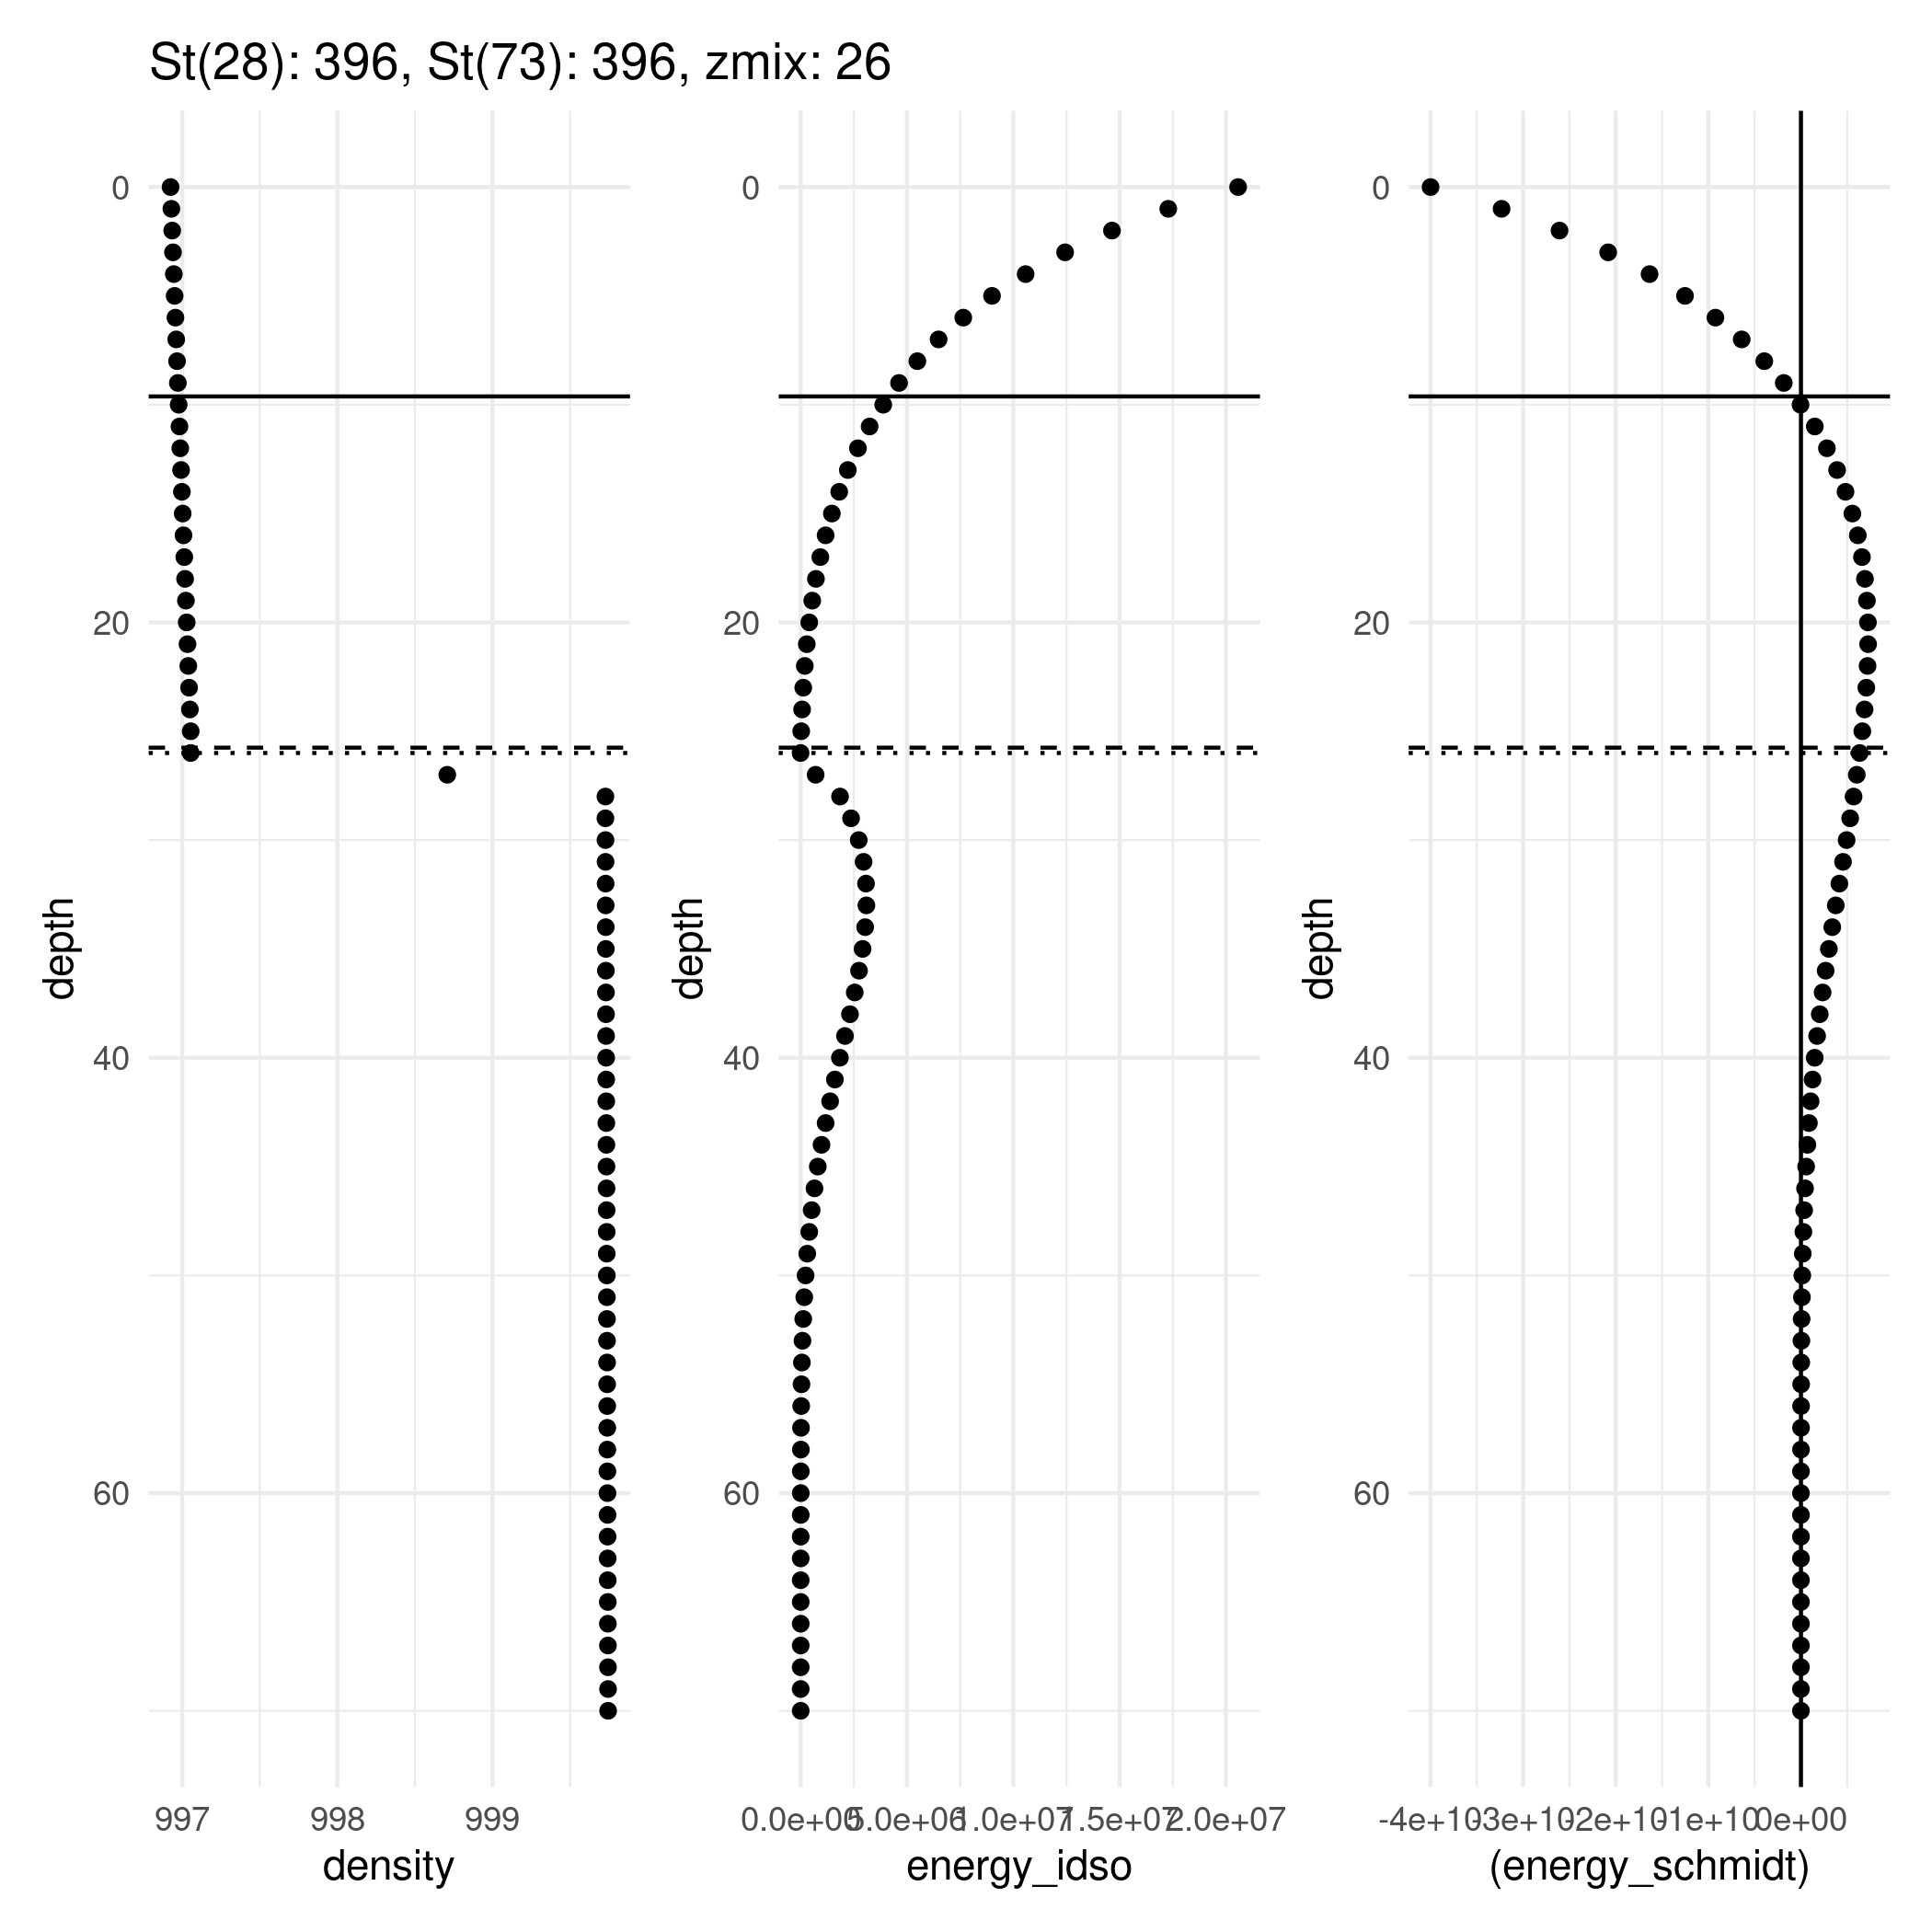 St(28): 396, St(73): 396, zmix: 26
0
20
40
60
depth
997 998 999
density
0
20
40
60
depth
0.0e+00 5.0e+06 1.0e+07 1.5e+07 2.0e+07
energy_idso
0
20
40
60
depth
-4e+10 -3e+10 -2e+10 -1e+10 0e+00
(energy_schmidt)